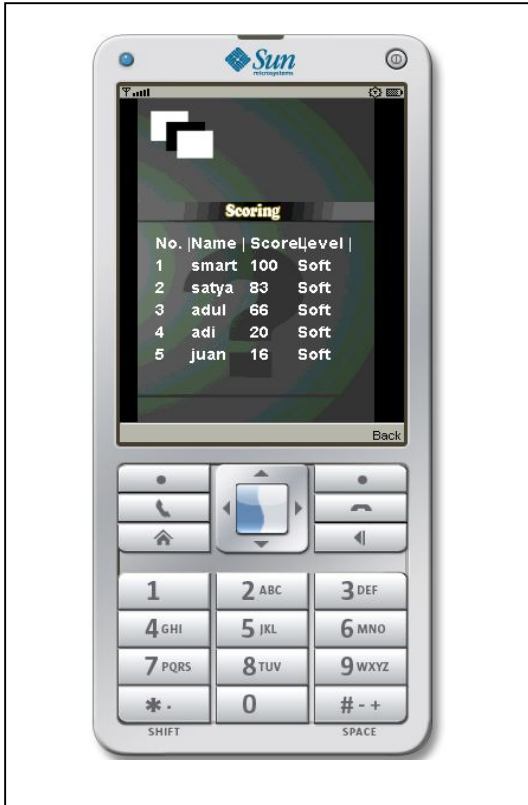 Sun
microsystems
Scoring
No. |Name | Score|Level |
1 smart 100 Soft
2 satya 83 Soft
3 adul 66 Soft
4 adi 20 Soft
5 juan 16 Soft
?
Back
1 2 ABC 3 DEF
4 GHI 5 JKL 6 MNO
7 PQRS 8 TUV 9 WXYZ
* . 0 # - +
SHIFT SPACE